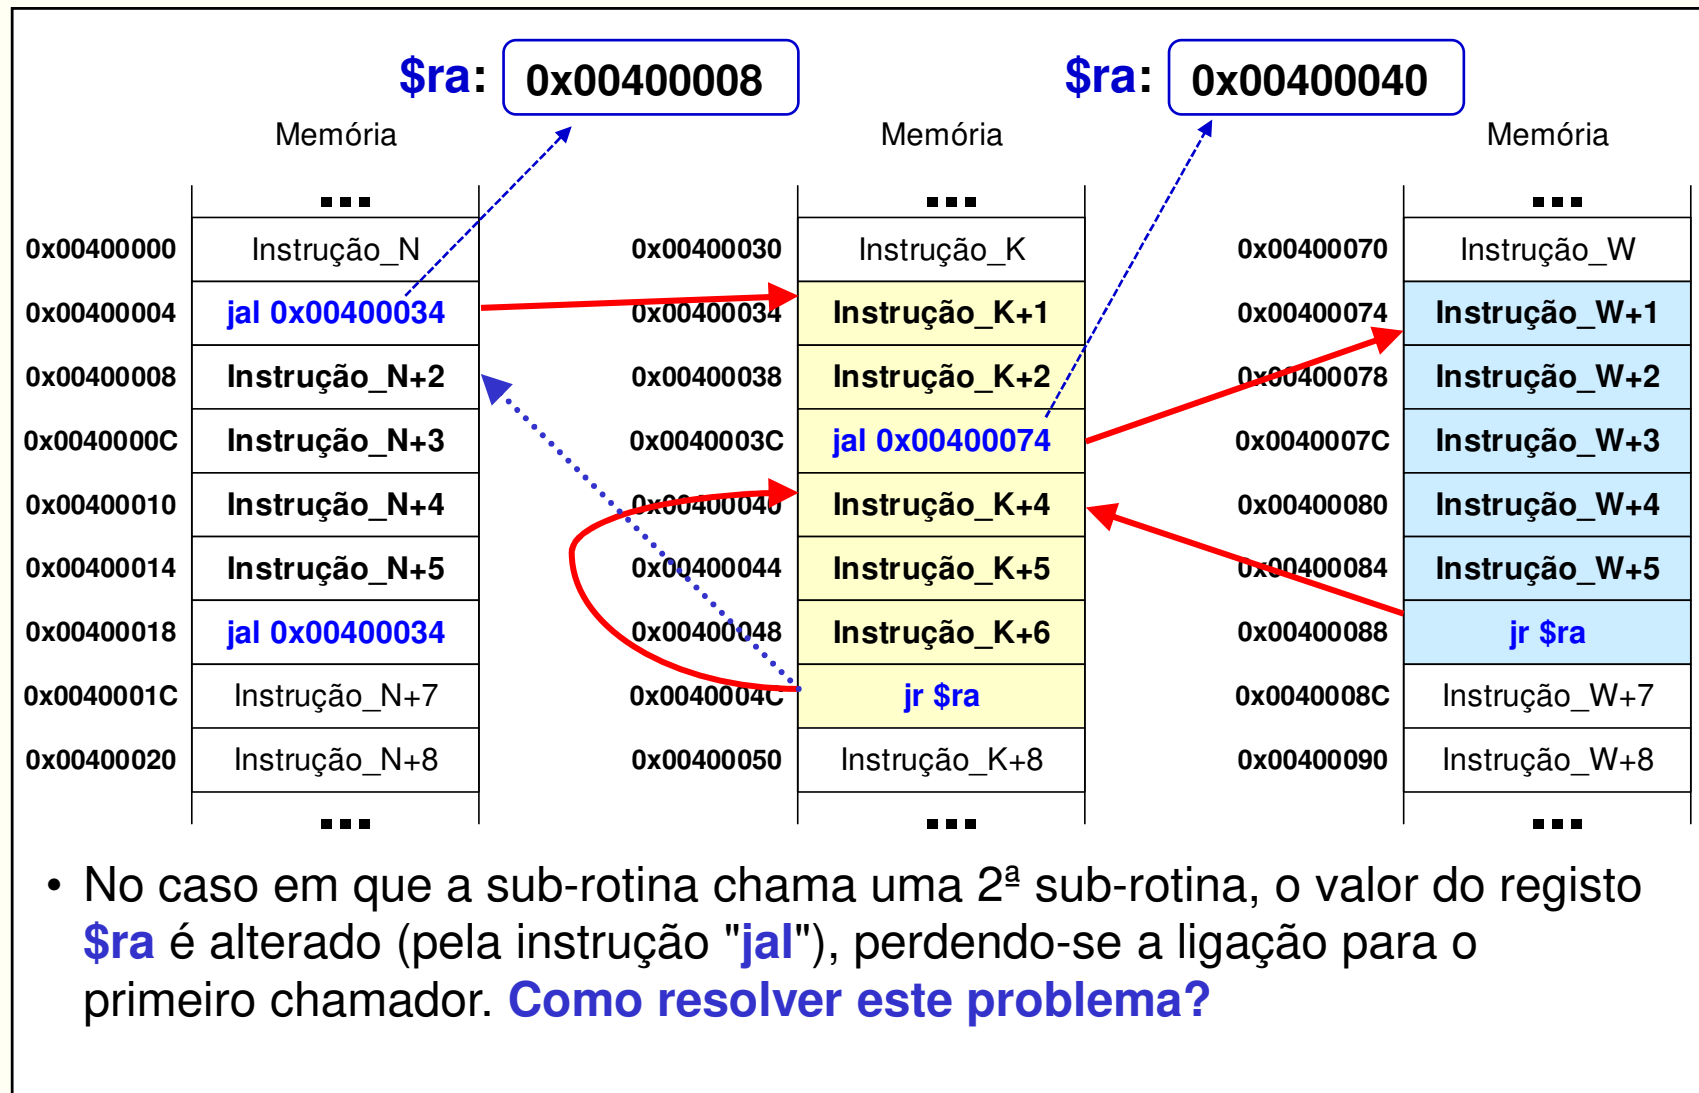 $ra: 0x00400008 $ra: 0x00400040
Memória Memória Memória
... ... ...
0x00400000 Instrução_N 0x00400030 Instrução_K 0x00400070 Instrução_W
0x00400004 jal 0x00400034 0x00400034 Instrução_K+1 0x00400074 Instrução_W+1
0x00400008 Instrução_N+2 0x00400038 Instrução_K+2 0x00400078 Instrução_W+2
0x0040000C Instrução_N+3 0x0040003C jal 0x00400074 0x0040007C Instrução_W+3
0x00400010 Instrução_N+4 0x00400040 Instrução_K+4 0x00400080 Instrução_W+4
0x00400014 Instrução_N+5 0x00400044 Instrução_K+5 0x00400084 Instrução_W+5
0x00400018 jal 0x00400034 0x00400048 Instrução_K+6 0x00400088 jr $ra
0x0040001C Instrução_N+7 0x0040004C jr $ra 0x0040008C Instrução_W+7
0x00400020 Instrução_N+8 0x00400050 Instrução_K+8 0x00400090 Instrução_W+8
... ... ...
• No caso em que a sub-rotina chama uma 2ª sub-rotina, o valor do registo
$ra é alterado (pela instrução "jal"), perdendo-se a ligação para o
primeiro chamador. Como resolver este problema?